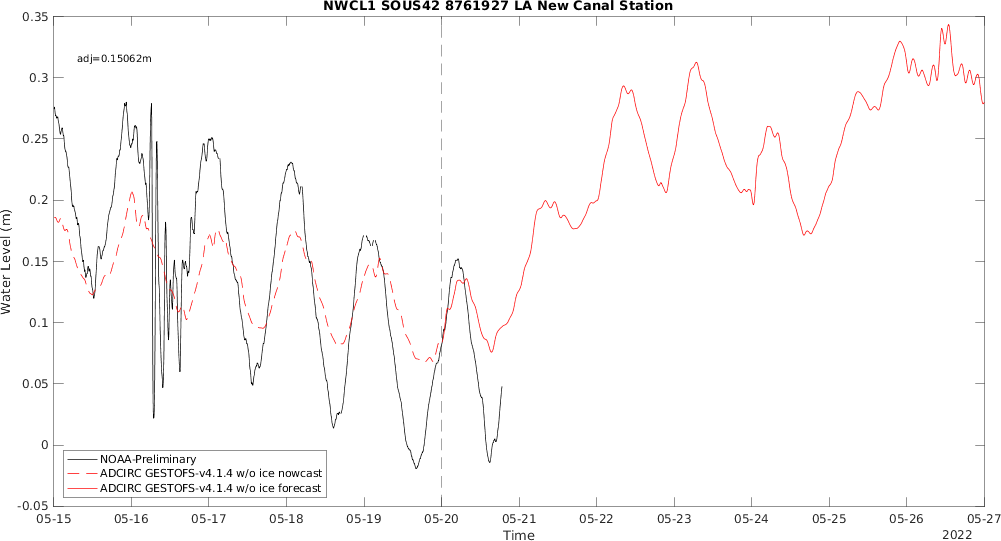 NWCL1 SOUS42 8761927 LA New Canal Station
0.35
adj=0.15062m
0.3
0.25
0.2
0.15
0.1
0.05
0
-0.05
Water Level (m)
NOAA-Preliminary
ADCIRC GESTOFS-v4.1.4 w/o ice nowcast
ADCIRC GESTOFS-v4.1.4 w/o ice forecast
05-15 05-16 05-17 05-18 05-19 05-20 05-21 05-22 05-23 05-24 05-25 05-26 05-27
Time
2022